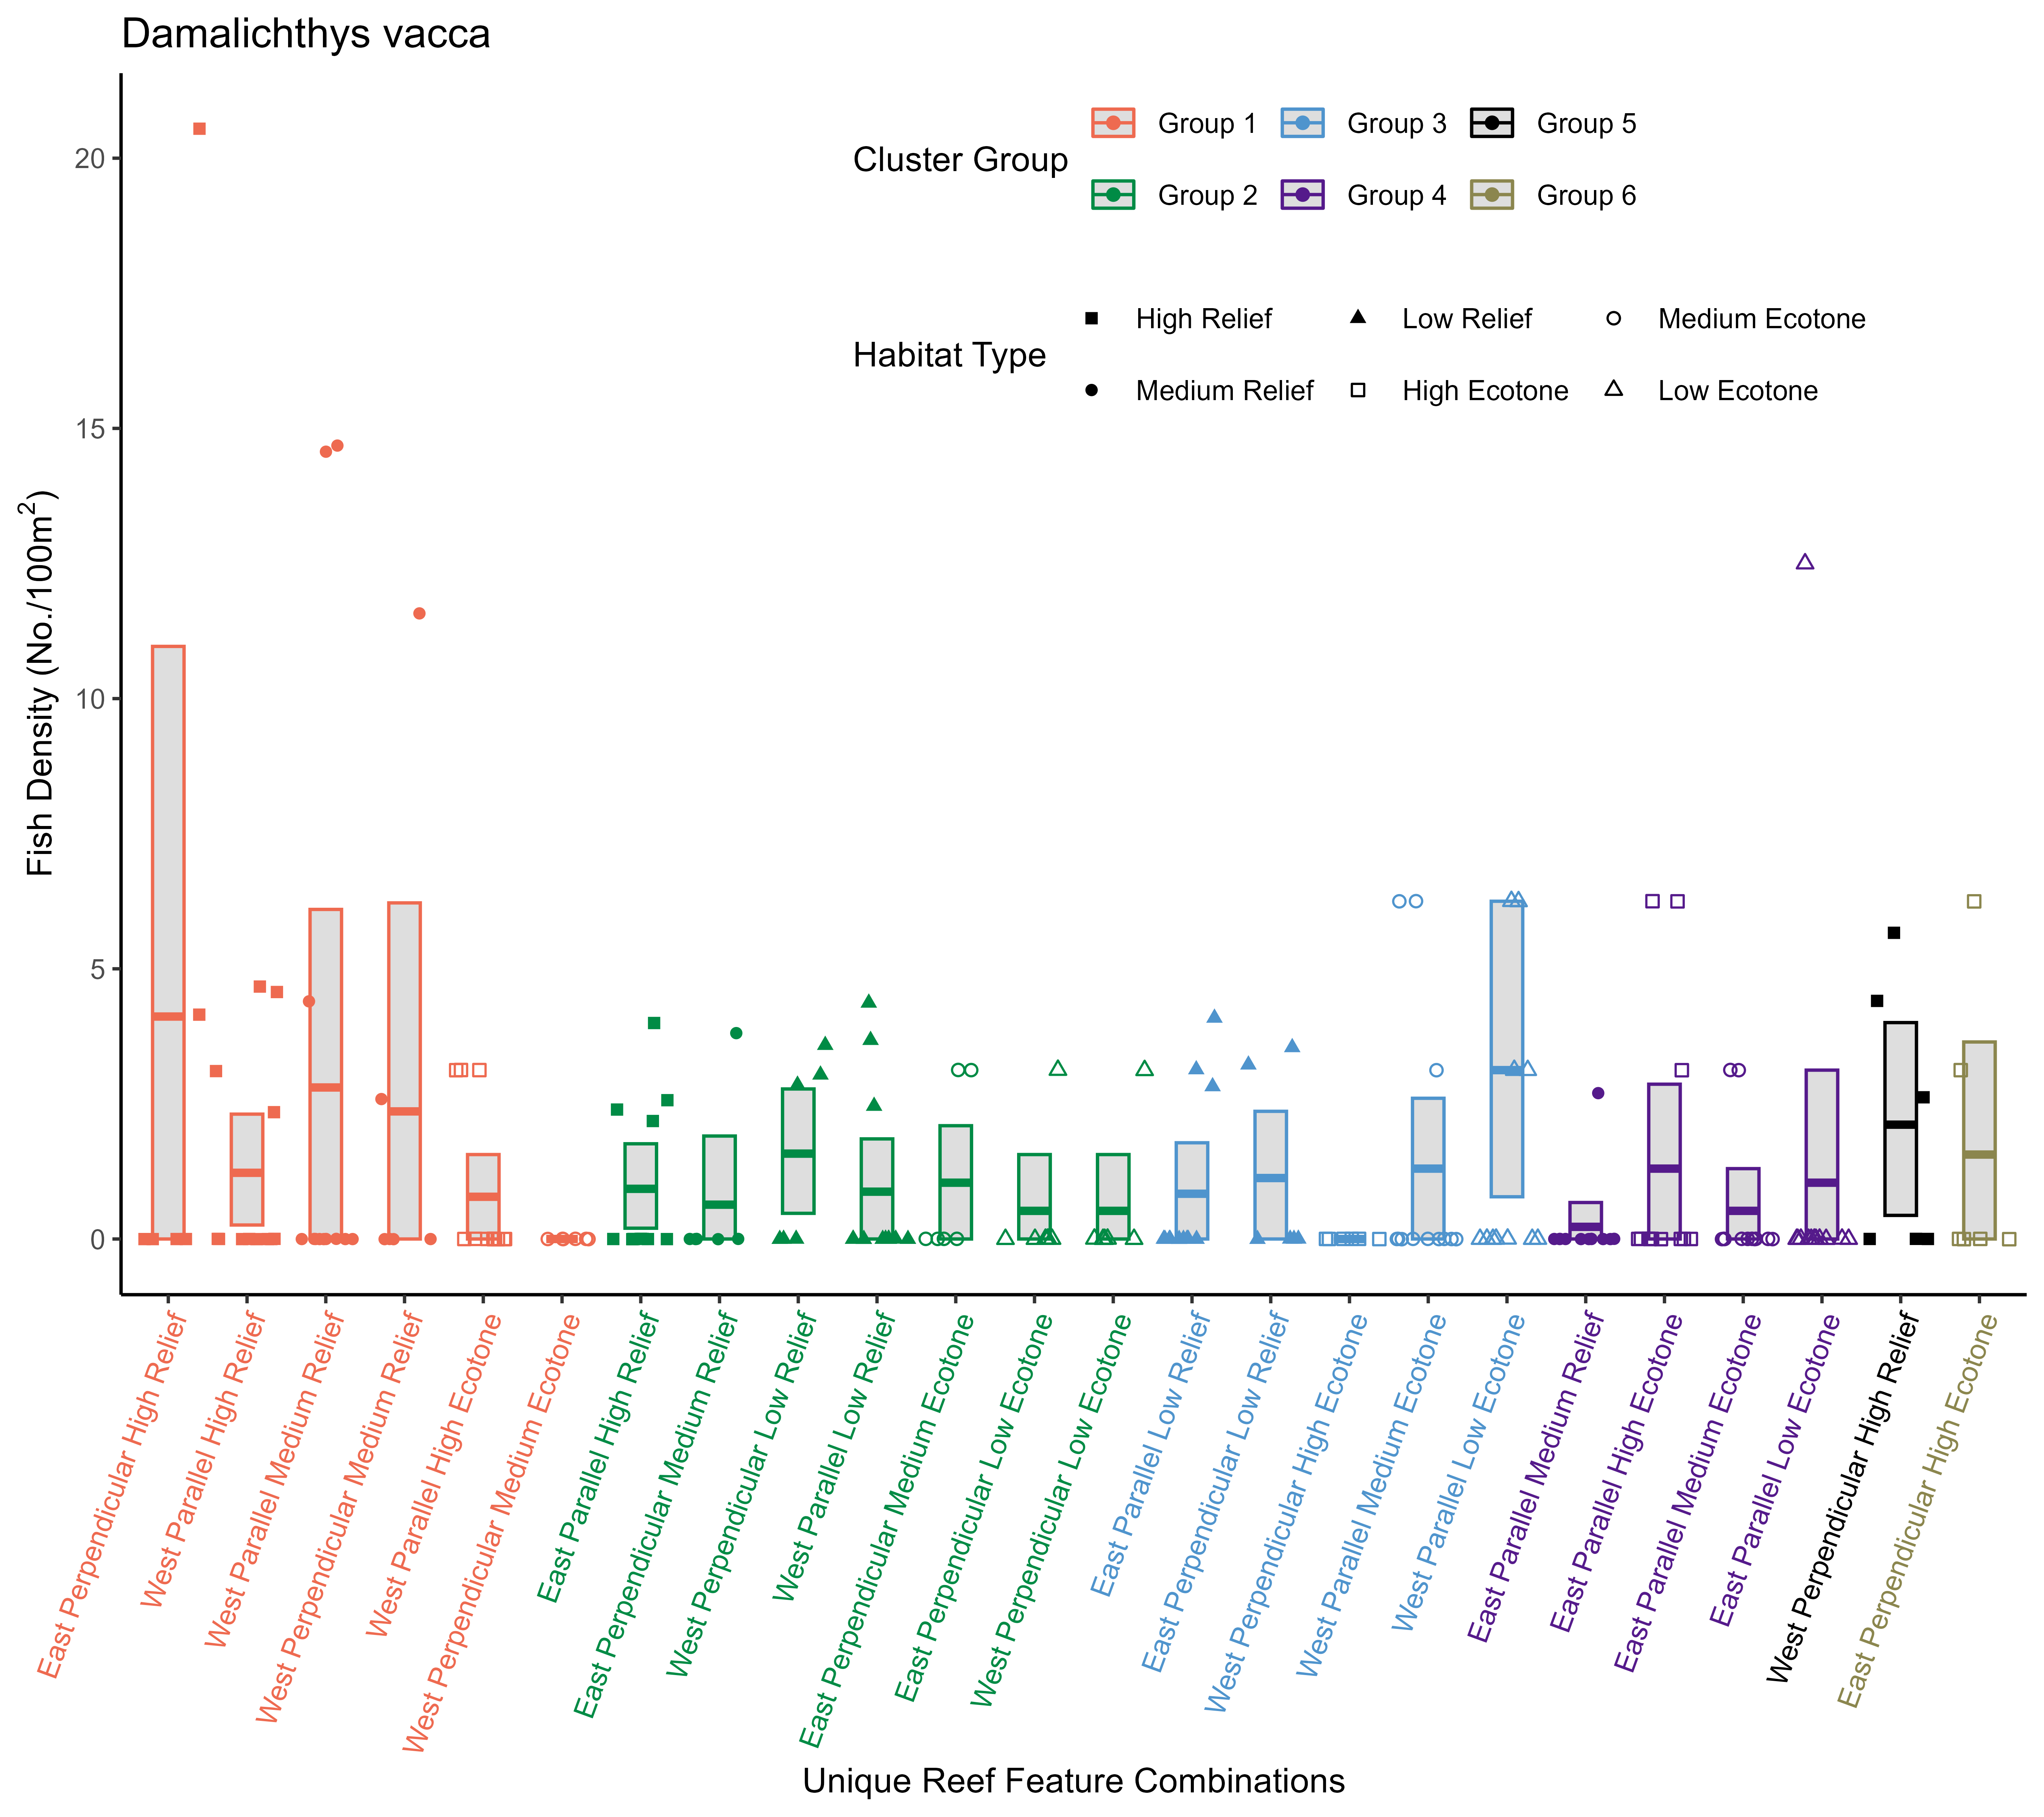 Damalichthys vacca
Cluster Group
Group 1
Group 3
Group 5
Group 2
Group 4
Group 6
Habitat Type
High Relief
Low Relief
Medium Ecotone
Medium Relief
High Ecotone
Low Ecotone
Fish Density (No./100m²)
20
15
10
5
0
East Perpendicular High Relief
West Parallel High Relief
West Parallel Medium Relief
West Perpendicular Medium Relief
West Parallel High Ecotone
West Perpendicular Medium Ecotone
East Parallel High Relief
East Perpendicular Medium Relief
West Perpendicular Low Relief
West Parallel Low Relief
East Perpendicular Medium Ecotone
East Perpendicular Low Ecotone
West Perpendicular Low Ecotone
East Parallel Low Relief
East Perpendicular Low Relief
West Perpendicular High Ecotone
West Parallel Medium Ecotone
West Parallel Low Ecotone
East Parallel Medium Relief
East Parallel High Ecotone
East Parallel Medium Ecotone
East Parallel Low Ecotone
West Perpendicular High Relief
East Perpendicular High Ecotone
Unique Reef Feature Combinations